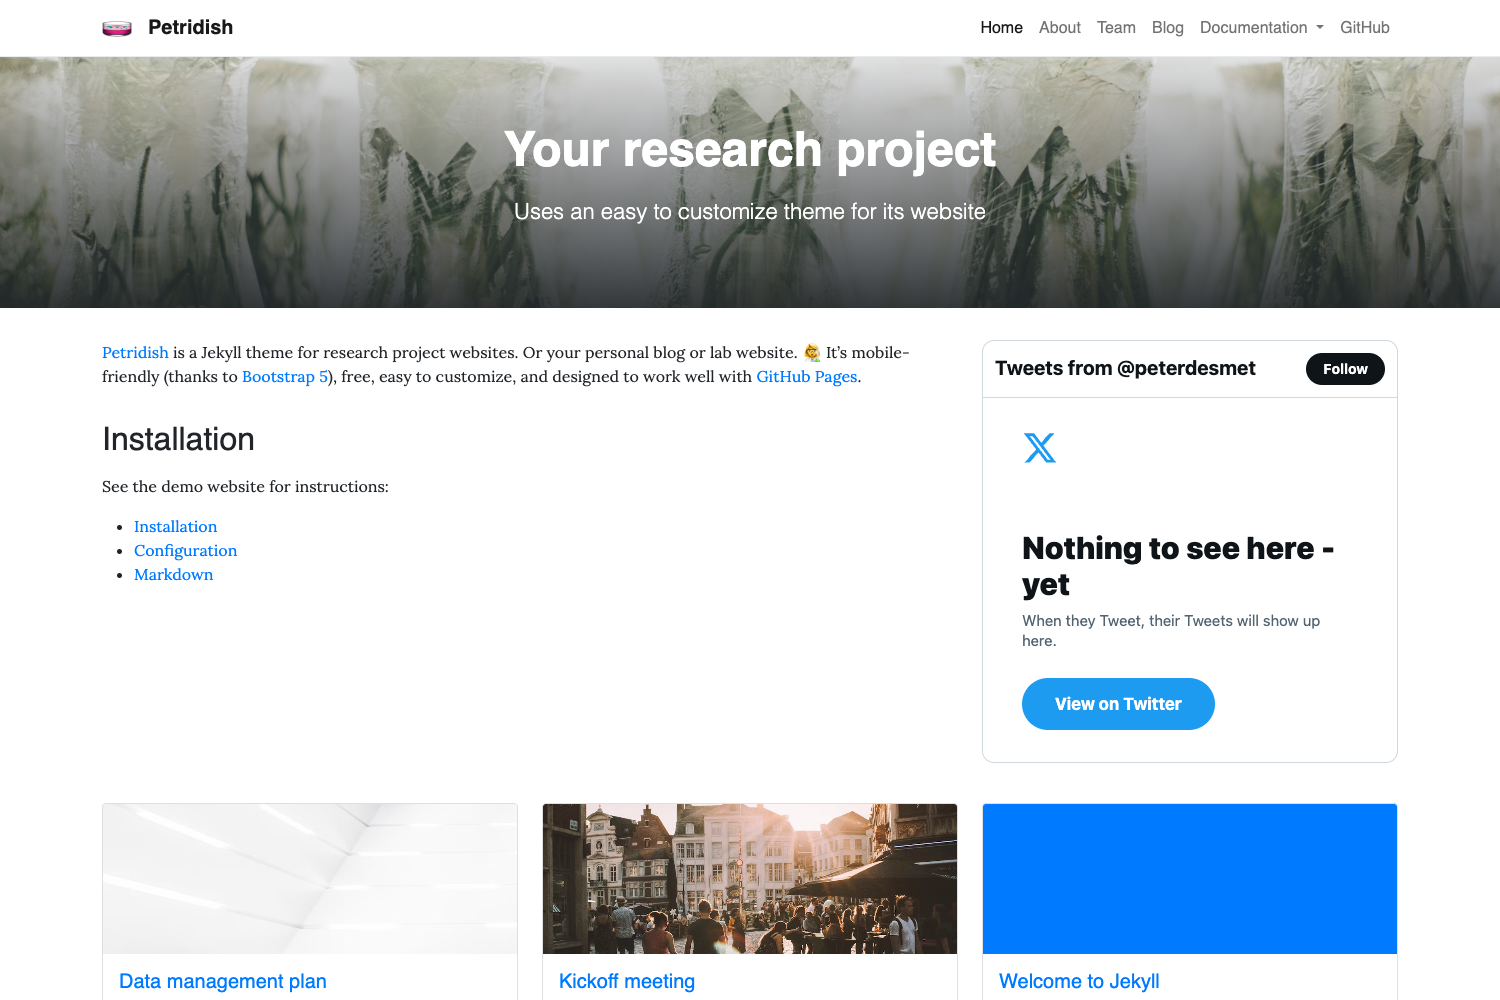 Petridish
Home About Team Blog Documentation GitHub
Your research project
Uses an easy to customize theme for its website
Petridish is a Jekyll theme for research project websites. Or your personal blog or lab website. 👩‍🔬 It’s mobile-
friendly (thanks to Bootstrap 5), free, easy to customize, and designed to work well with GitHub Pages.
Installation
See the demo website for instructions:
Installation
Configuration
Markdown
Tweets from @peterdesmet
Follow
Nothing to see here -
yet
When they Tweet, their Tweets will show up
here.
View on Twitter
Data management plan
Kickoff meeting
Welcome to Jekyll